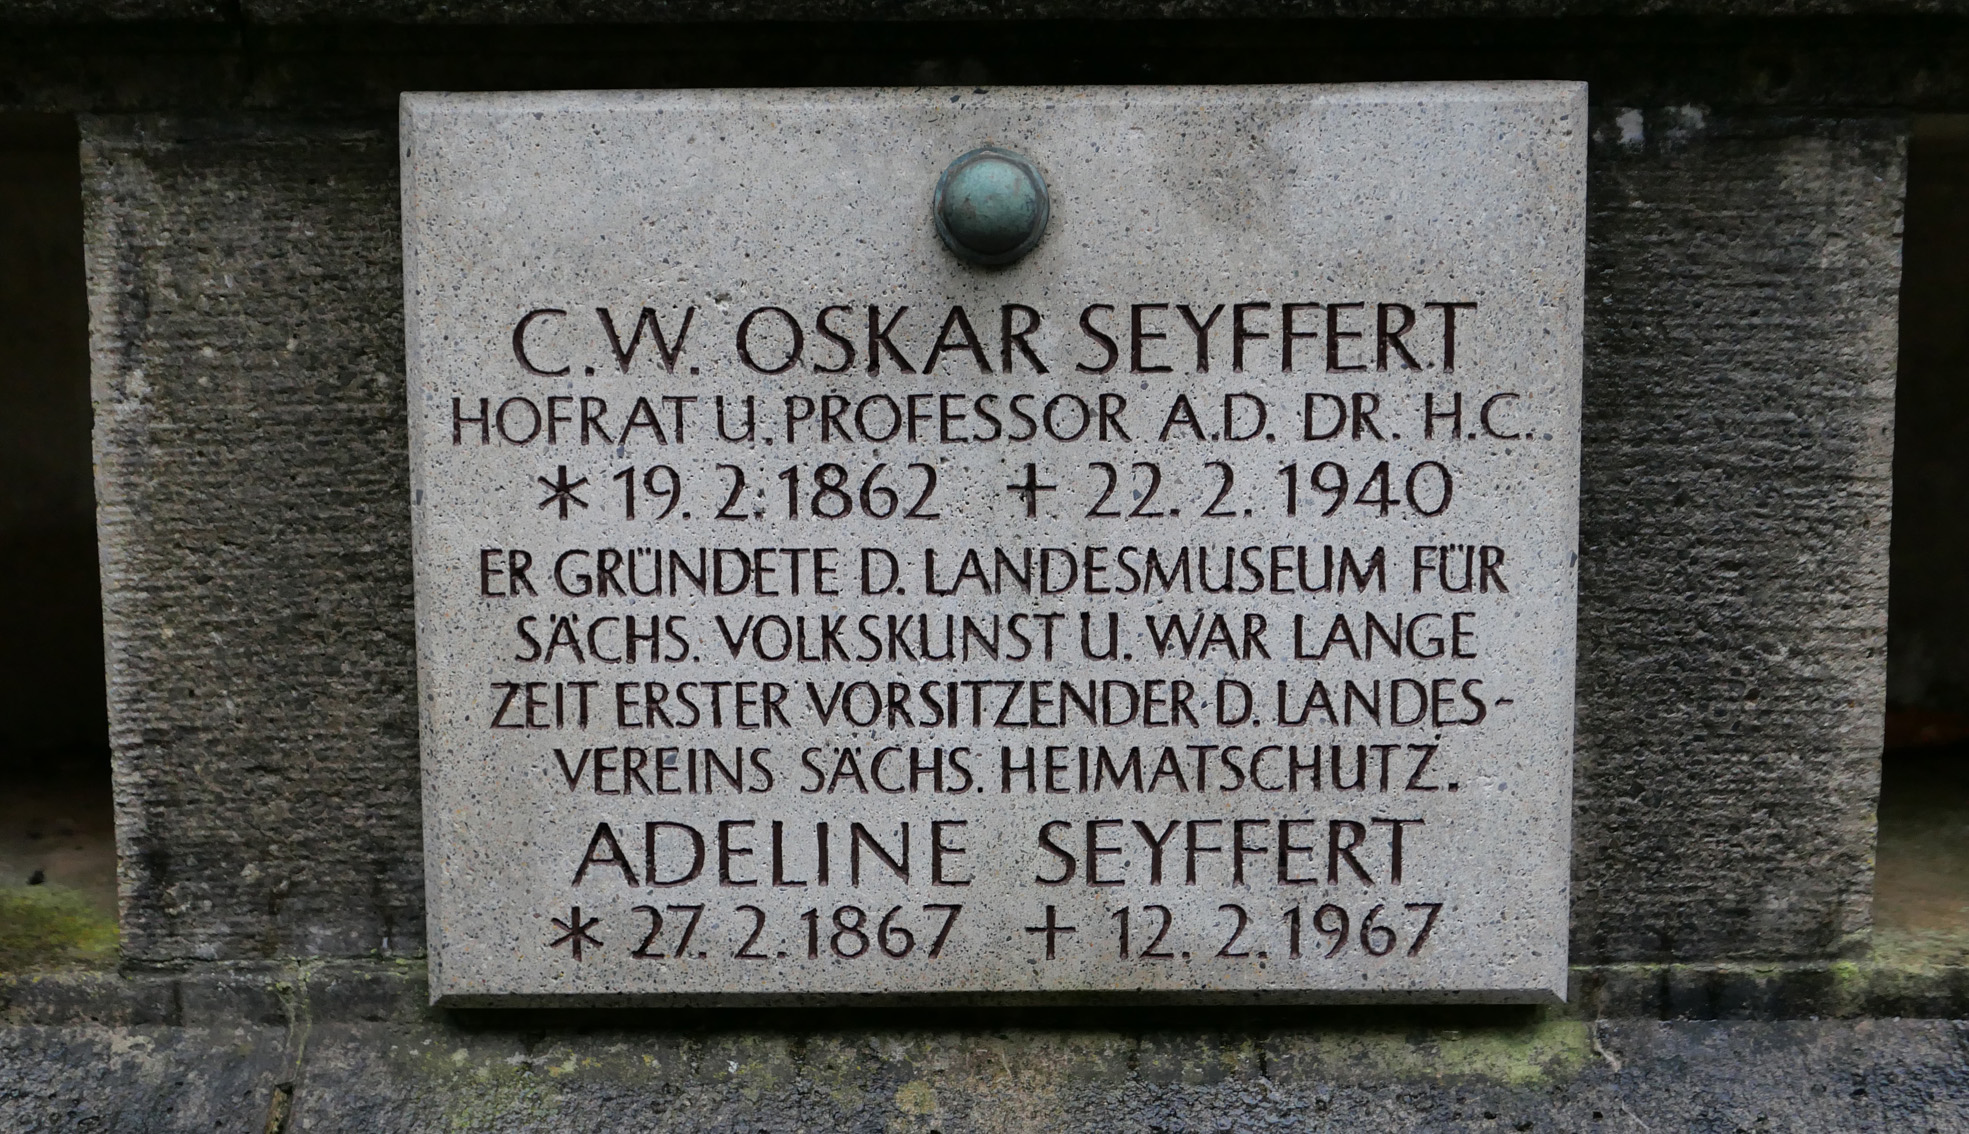 C.W. OSKAR SEYFFERT
HOFRAT U. PROFESSOR A.D. DR. H.C.
* 19. 2. 1862 + 22. 2. 1940
ER GRÜNDETE D. LANDESMUSEUM FÜR
SÄCHS. VOLKSKUNST U. WAR LANGE
ZEIT ERSTER VORSITZENDER D. LANDES-
VEREINS SÄCHS. HEIMATSCHUTZ.
ADELINE SEYFFERT
* 27. 2. 1867 + 12. 2. 1967